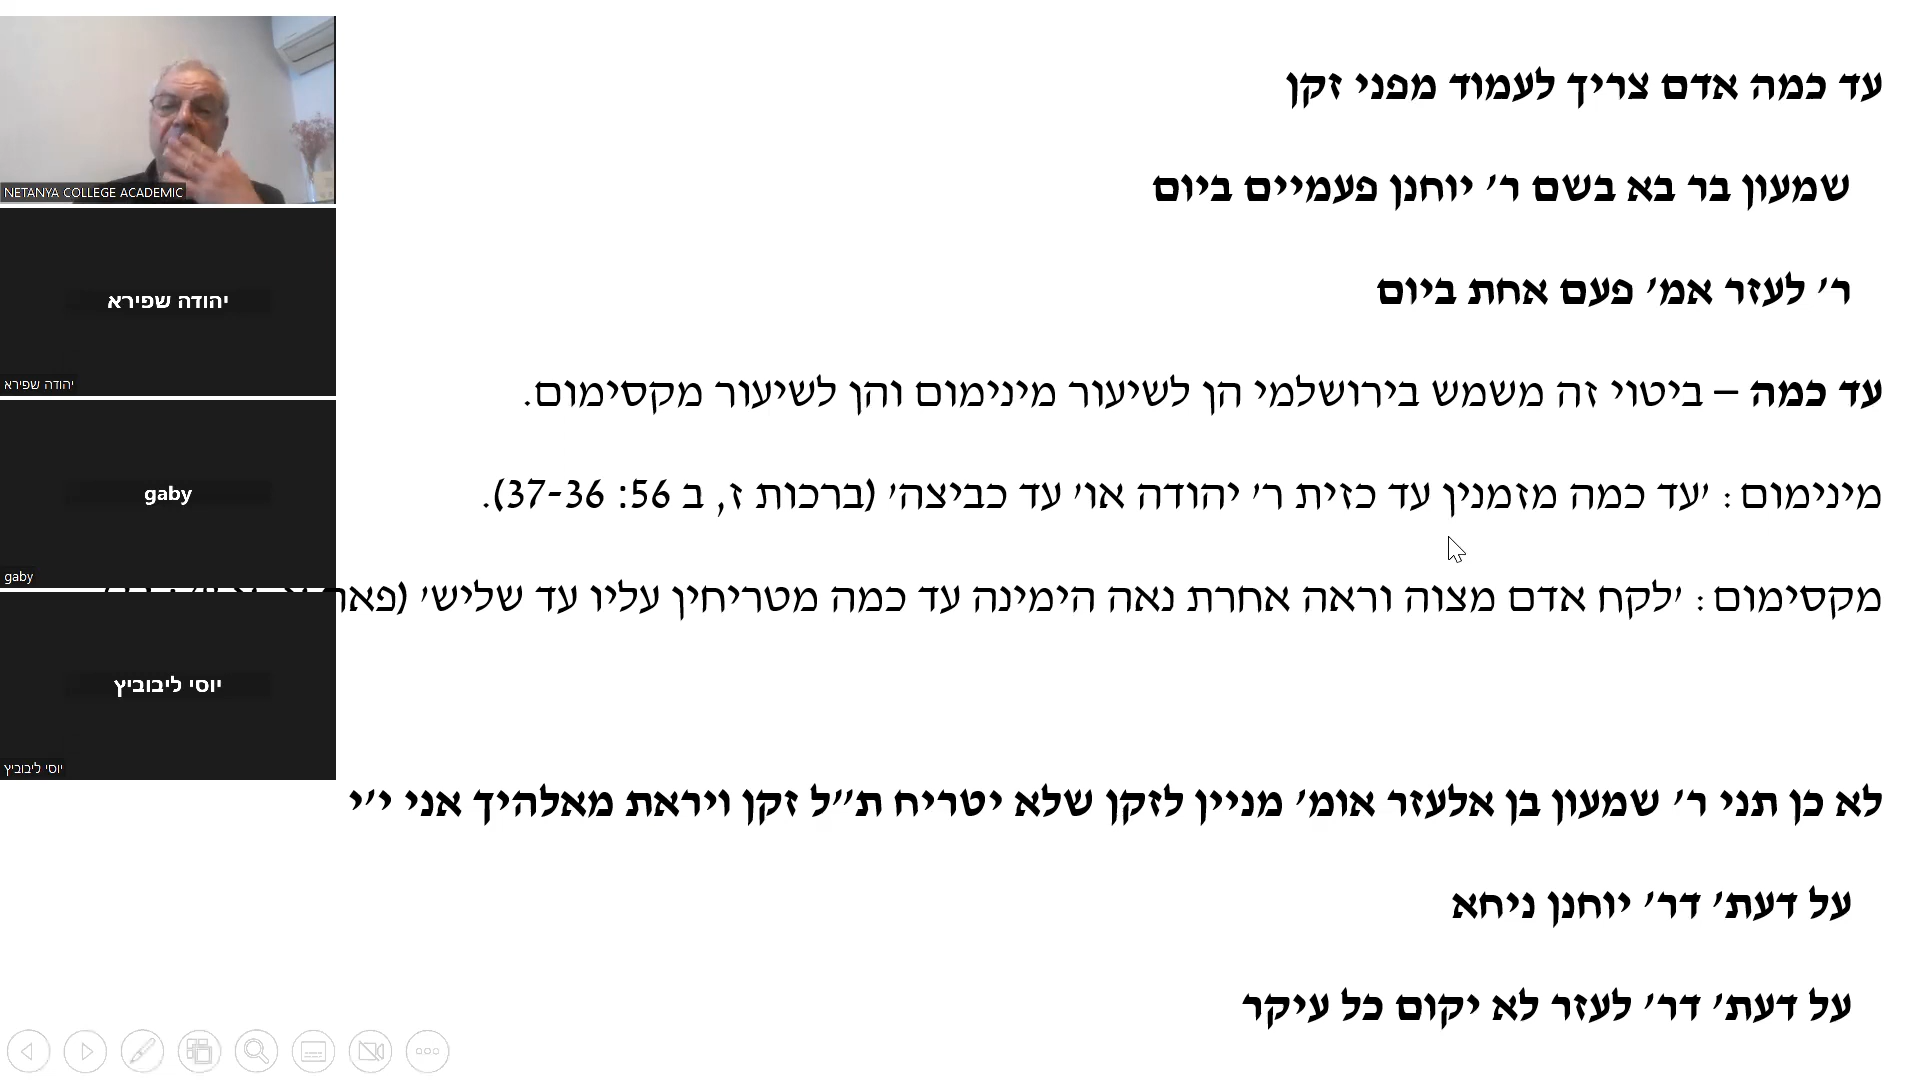 עד כמה אדם צריך לעמוד מפני זקן
שמעון בר בא בשם ר׳ יוחנן פעמיים ביום
ר׳ לעזר אמ׳ פעם אחת ביום
עד כמה – ביטוי זה משמש בירושלמי הן לשיעור מינימום והן לשיעור מקסימום.
מינימום: ׳עד כמה מזמנין עד כזית ר׳ יהודה או׳ עד כביצה׳ (ברכות ז, ב 56: 37-36).
מקסימום: ׳לקח אדם מצוה וראה אחרת נאה הימינה עד כמה מטריחין עליו עד שליש׳
לא כן תני ר׳ שמעון בן אלעזר אומ׳ מניין לזקן שלא יטריח ת״ל זקן ויראת מאלהיך אני י׳י
על דעת׳ דר׳ יוחנן ניחא
על דעת׳ דר׳ לעזר לא יקום כל עיקר
NETANYA COLLEGE ACADEMIC
יהודה שפירא
יהודה שפירא
gaby
gaby
יוסי ליבוביץ
יוסי ליבוביץ